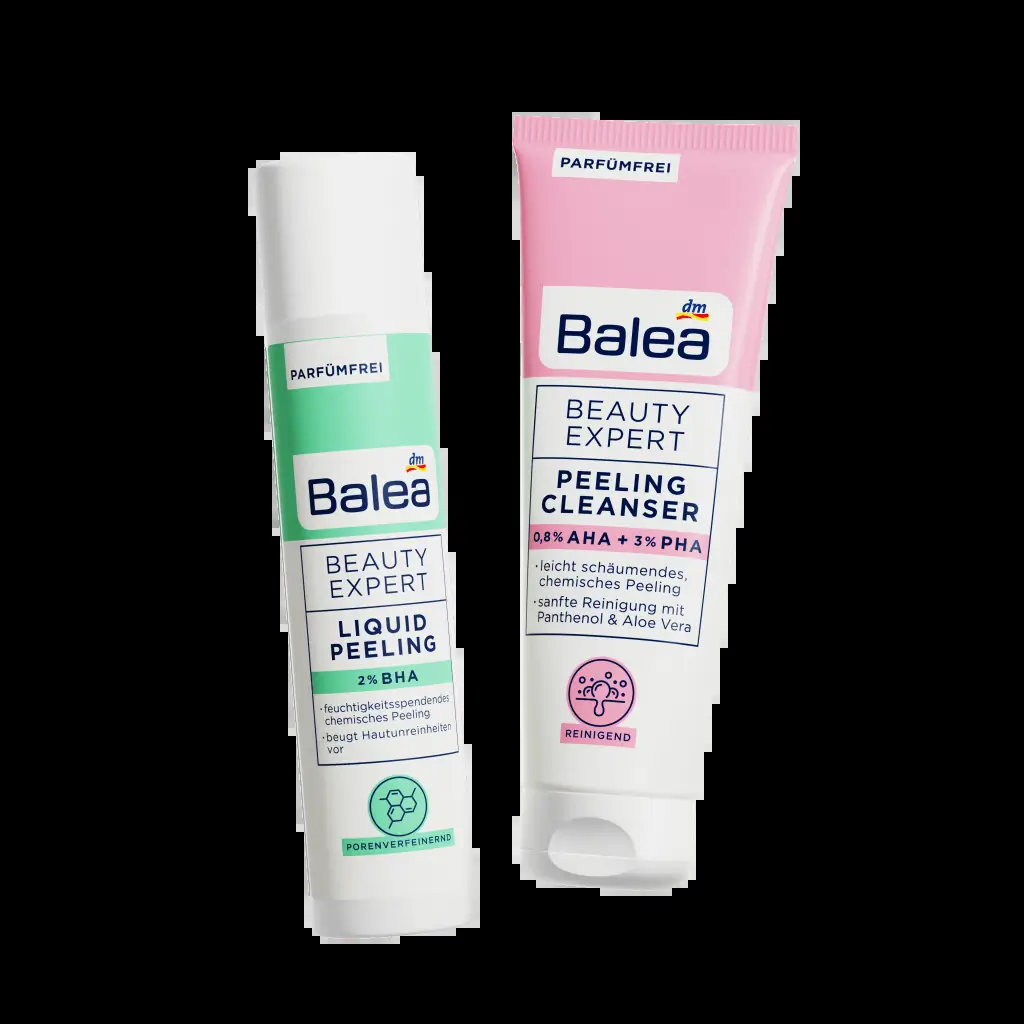 PARFÜMFREI
dm
Balea
BEAUTY
EXPERT
LIQUID
PEELING
2% BHA
·feuchtigkeitsspendendes
chemisches Peeling
·beugt Hautunreinheiten
vor
PORENVERFEINERND
PARFÜMFREI
dm
Balea
BEAUTY
EXPERT
PEELING
CLEANSER
0,8% AHA + 3% PHA
·leicht schäumendes,
chemisches Peeling
·sanfte Reinigung mit
Panthenol & Aloe Vera
REINIGEND